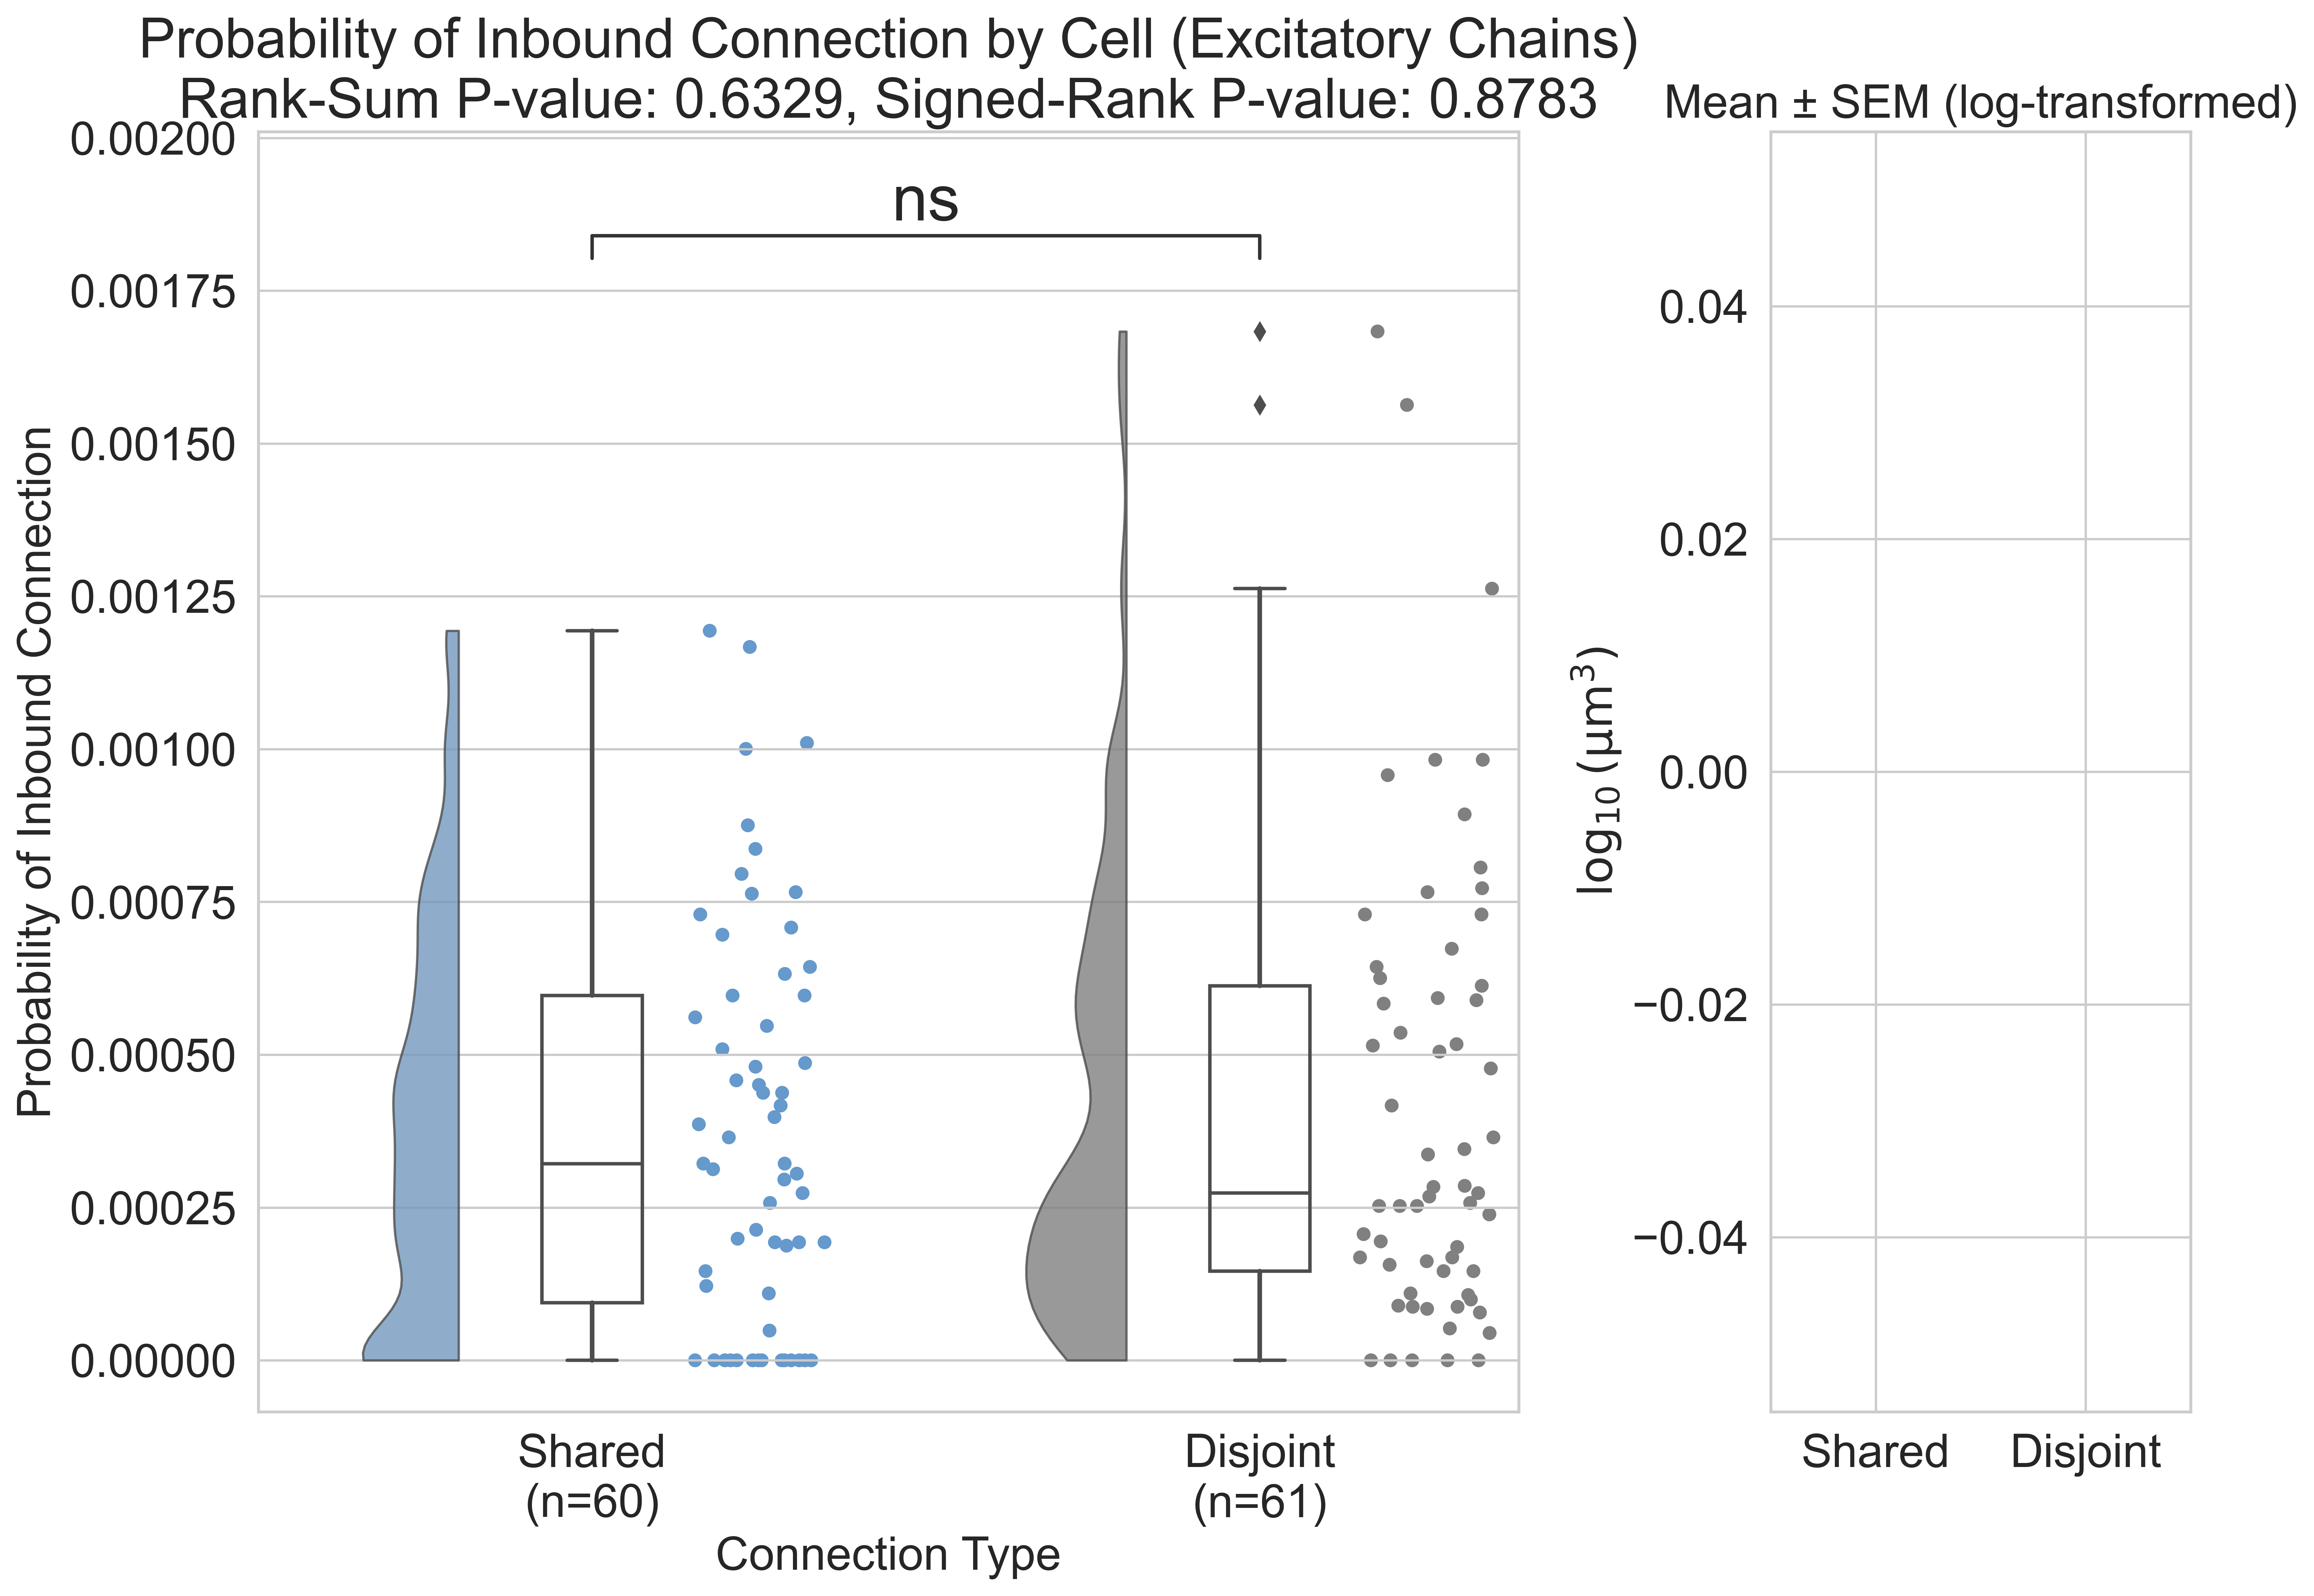 Probability of Inbound Connection by Cell (Excitatory Chains)
Rank-Sum P-value: 0.6329, Signed-Rank P-value: 0.8783
Mean ± SEM (log-transformed)
Probability of Inbound Connection
0.00200
0.00175
0.00150
0.00125
0.00100
0.00075
0.00050
0.00025
0.00000
ns
Shared
(n=60)
Disjoint
(n=61)
Connection Type
log₁₀ (μm³)
0.04
0.02
0.00
−0.02
−0.04
Shared
Disjoint